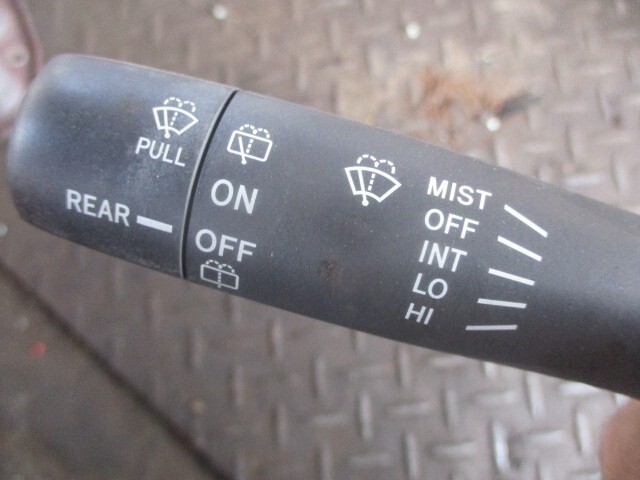 PULL
REAR
ON
OFF
MIST
OFF
INT
LO
HI